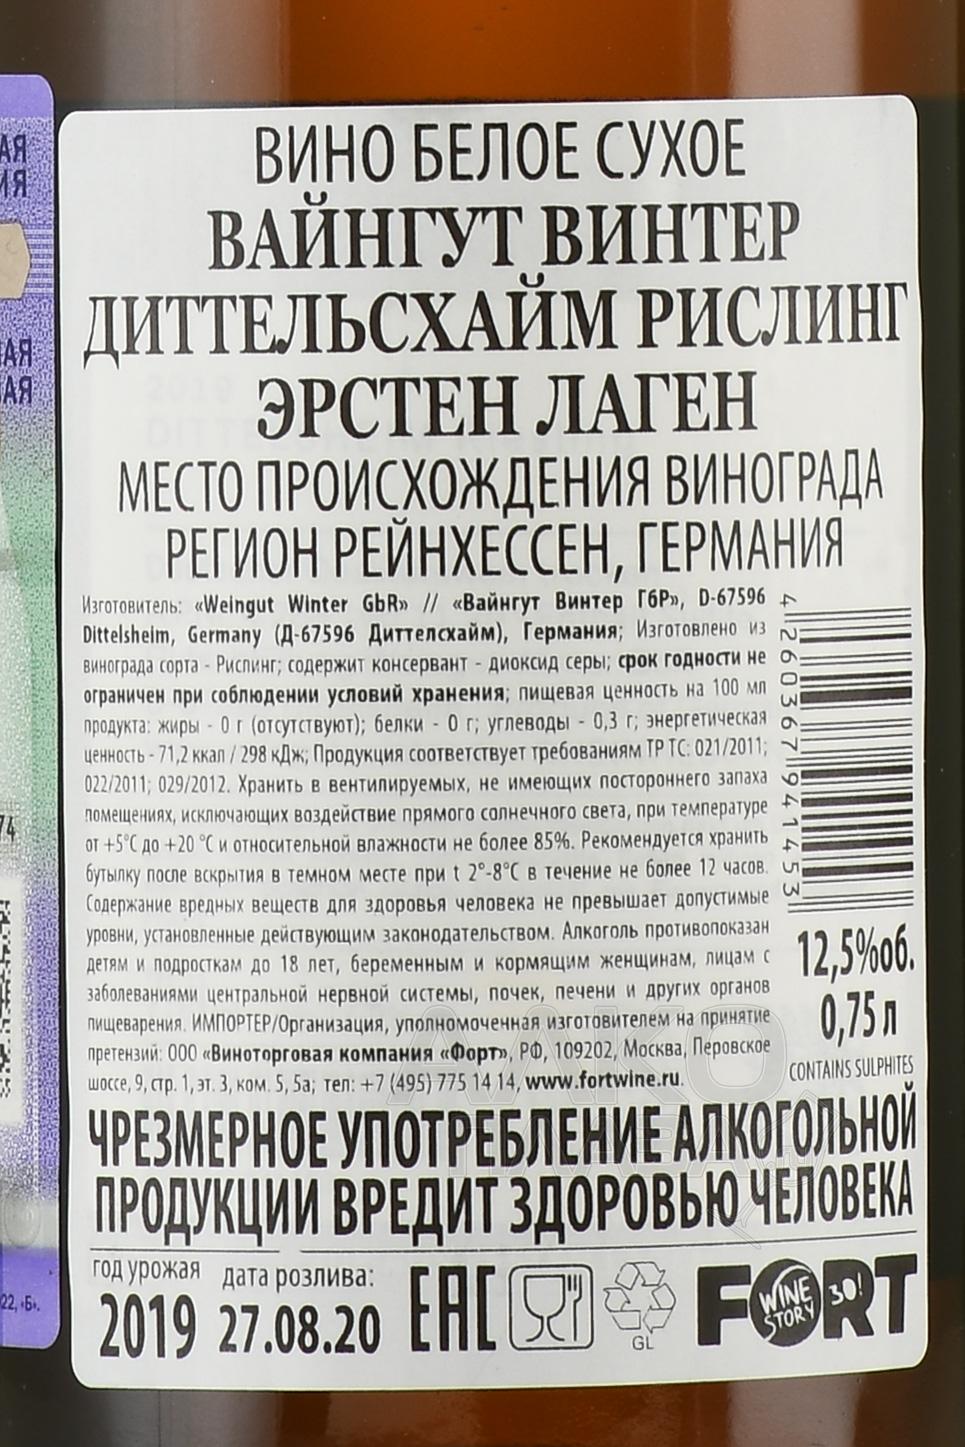 ВИНО БЕЛОЕ СУХОЕ
ВАЙНГУТ ВИНТЕР
ДИТТЕЛЬСХАЙМ РИСЛИНГ
ЭРСТЕН ЛАГЕН
МЕСТО ПРОИСХОЖДЕНИЯ ВИНОГРАДА
РЕГИОН РЕЙНХЕССЕН, ГЕРМАНИЯ
Изготовитель: «Weingut Winter GbR» // «Вайнгут Винтер ГбР», D-67596
Dittelsheim, Germany (Д-67596 Диттелсхайм), Германия; Изготовлено из
винограда сорта - Рислинг; содержит консервант - диоксид серы; срок годности не
ограничен при соблюдении условий хранения; пищевая ценность на 100 мл
продукта: жиры - 0 г (отсутствуют); белки - 0 г; углеводы - 0,3 г; энергетическая
ценность - 71,2 ккал / 298 кДж; Продукция соответствует требованиям ТР ТС: 021/2011;
022/2011; 029/2012. Хранить в вентилируемых, не имеющих постороннего запаха
помещениях, исключающих воздействие прямого солнечного света, при температуре
от +5°С до +20 °С и относительной влажности не более 85%. Рекомендуется хранить
бутылку после вскрытия в темном месте при t 2°-8°С в течение не более 12 часов.
Содержание вредных веществ для здоровья человека не превышает допустимые
уровни, установленные действующим законодательством. Алкоголь противопоказан
детям и подросткам до 18 лет, беременным и кормящим женщинам, лицам с
заболеваниями центральной нервной системы, почек, печени и других органов
пищеварения. ИМПОРТЕР/Организация, уполномоченная изготовителем на принятие
претензий: ООО «Виноторговая компания «Форт», РФ, 109202, Москва, Перовское
шоссе, 9, стр. 1, эт. 3, ком. 5, 5а; тел: +7 (495) 775 14 14, www.fortwine.ru.
4 260367 941453
12,5%об.
0,75 л
CONTAINS SULPHITES
ЧРЕЗМЕРНОЕ УПОТРЕБЛЕНИЕ АЛКОГОЛЬНОЙ
ПРОДУКЦИИ ВРЕДИТ ЗДОРОВЬЮ ЧЕЛОВЕКА
год урожая
2019
дата розлива:
27.08.20
EAC
GL
FORT
WINE
STORY
30!
74